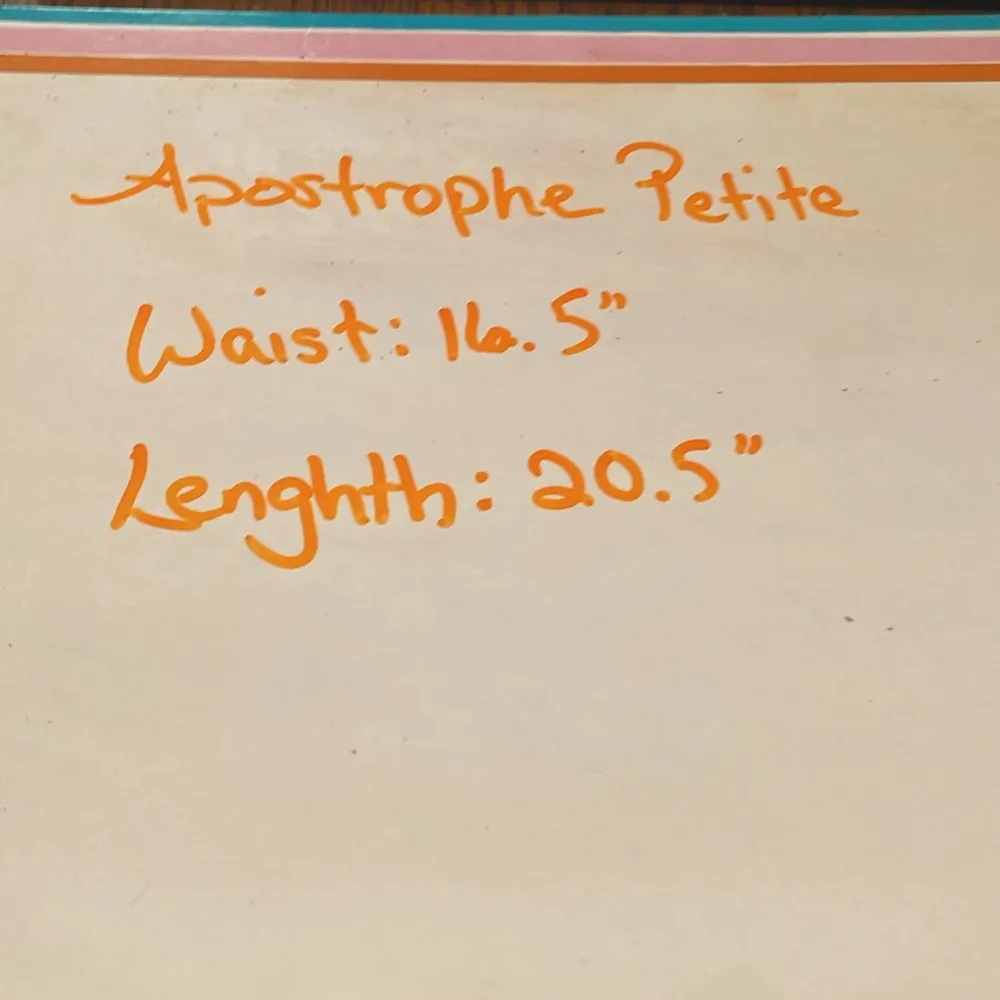 Apostrophe Petite
Waist: 16.5"
Lenghth: 20.5"